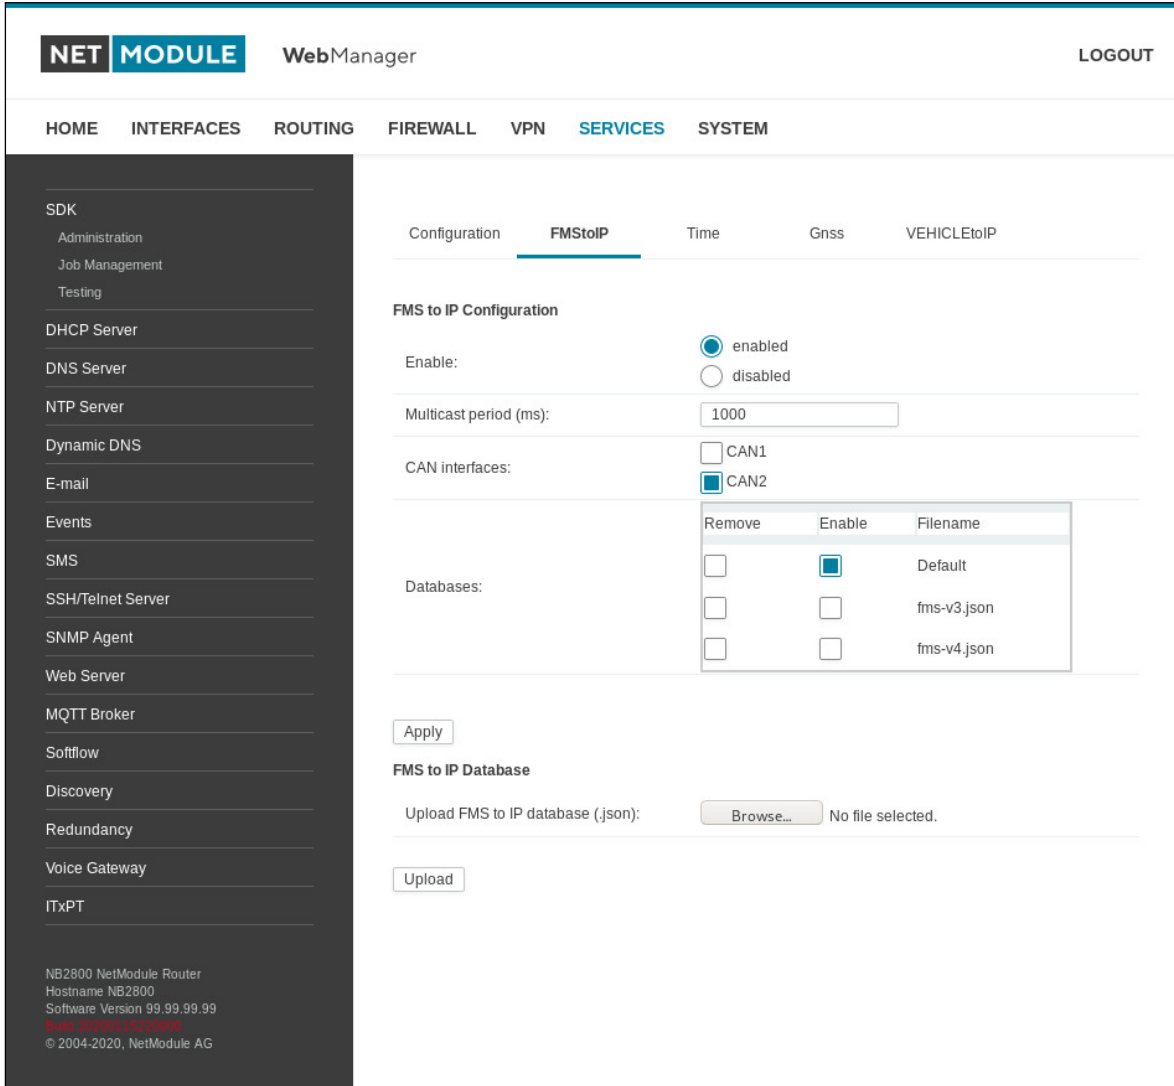 NET MODULE WebManager LOGOUT
HOME INTERFACES ROUTING FIREWALL VPN SERVICES SYSTEM
SDK
Administration
Job Management
Testing
DHCP Server
DNS Server
NTP Server
Dynamic DNS
E-mail
Events
SMS
SSH/Telnet Server
SNMP Agent
Web Server
MQTT Broker
Softflow
Discovery
Redundancy
Voice Gateway
ITxPT
NB2800 NetModule Router
Hostname NB2800
Software Version 99.99.99.99
Build
© 2004-2020, NetModule AG
Configuration FMStoIP Time Gnss VEHICLEtoIP
FMS to IP Configuration
Enable:
enabled
disabled
Multicast period (ms): 1000
CAN interfaces:
CAN1
CAN2
Databases:
Remove Enable Filename
Default
fms-v3.json
fms-v4.json
Apply
FMS to IP Database
Upload FMS to IP database (.json): Browse... No file selected.
Upload